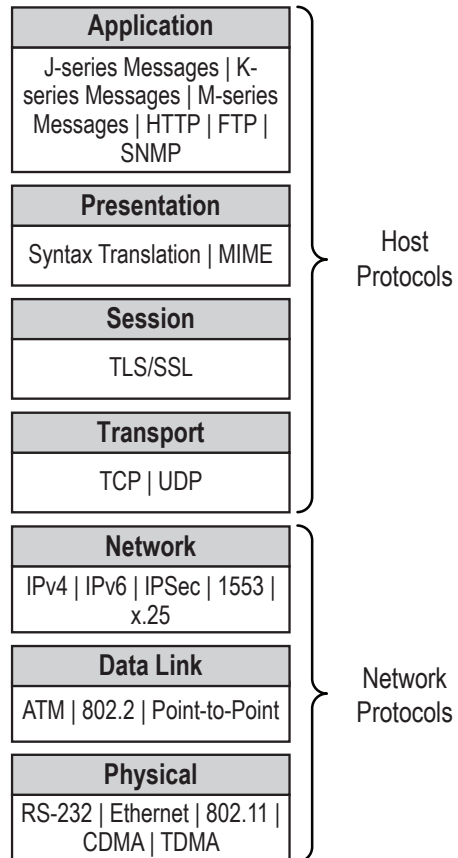 Application
J-series Messages | K-
series Messages | M-series
Messages | HTTP | FTP |
SNMP
Presentation
Syntax Translation | MIME
Session
TLS/SSL
Transport
TCP | UDP
Host
Protocols
Network
IPv4 | IPv6 | IPSec | 1553 |
x.25
Data Link
ATM | 802.2 | Point-to-Point
Physical
RS-232 | Ethernet | 802.11 |
CDMA | TDMA
Network
Protocols